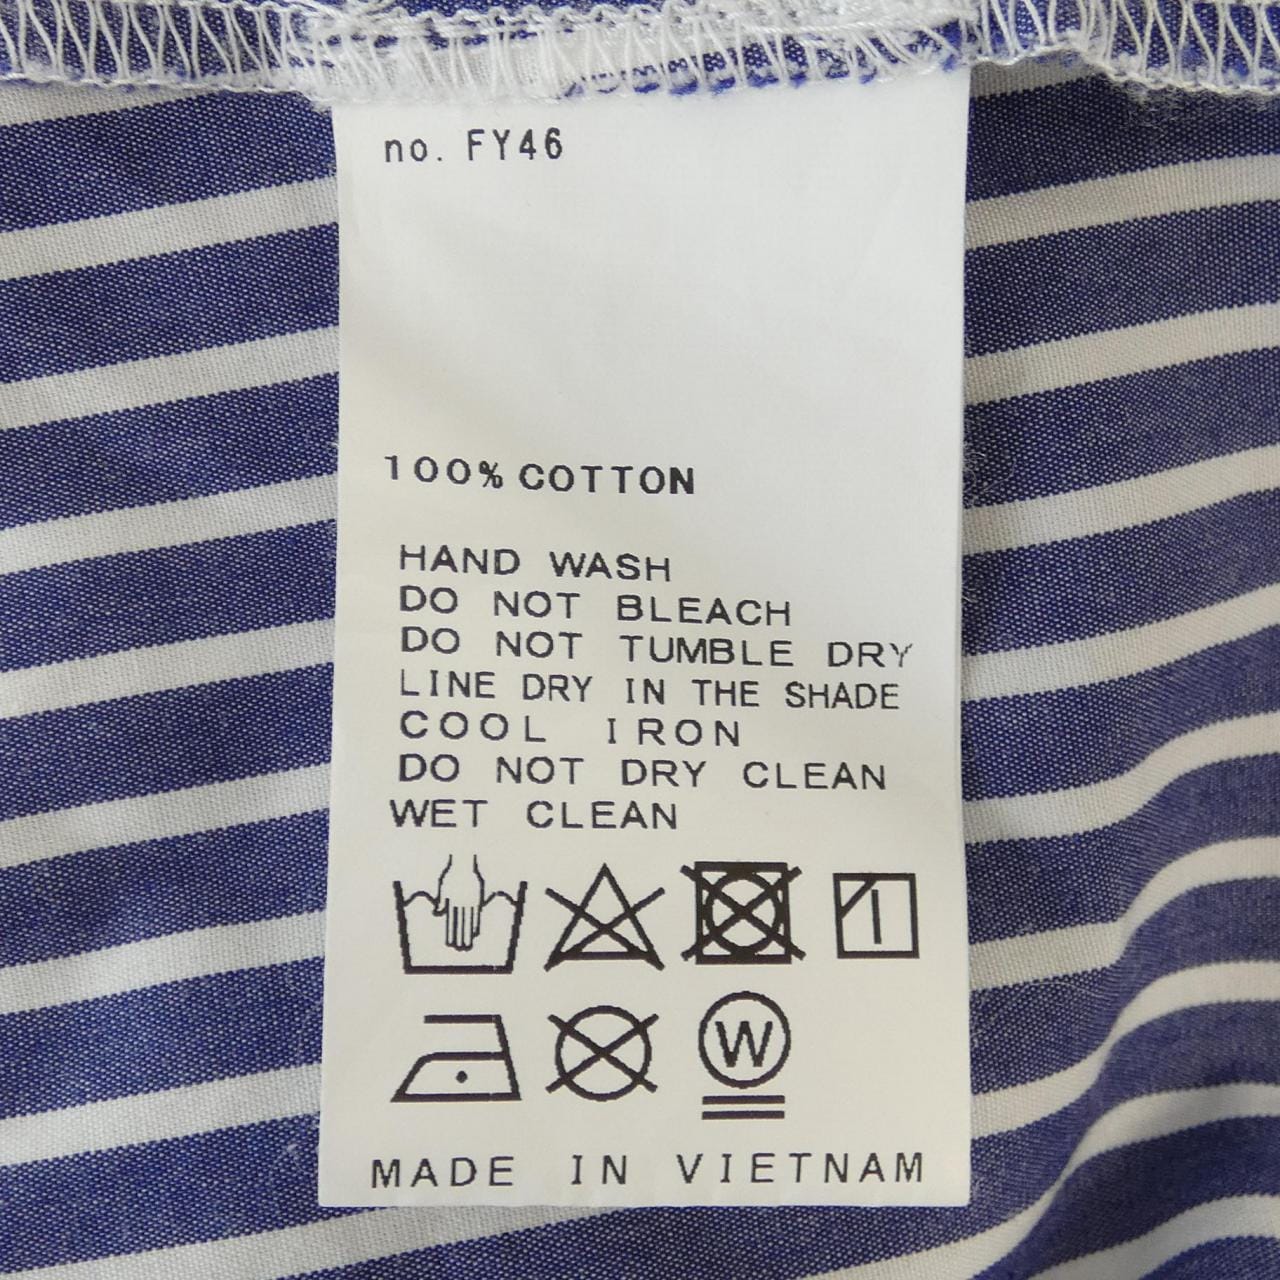 no. FY46
100% COTTON
HAND WASH
DO NOT BLEACH
DO NOT TUMBLE DRY
LINE DRY IN THE SHADE
COOL IRON
DO NOT DRY CLEAN
WET CLEAN
W
MADE IN VIETNAM